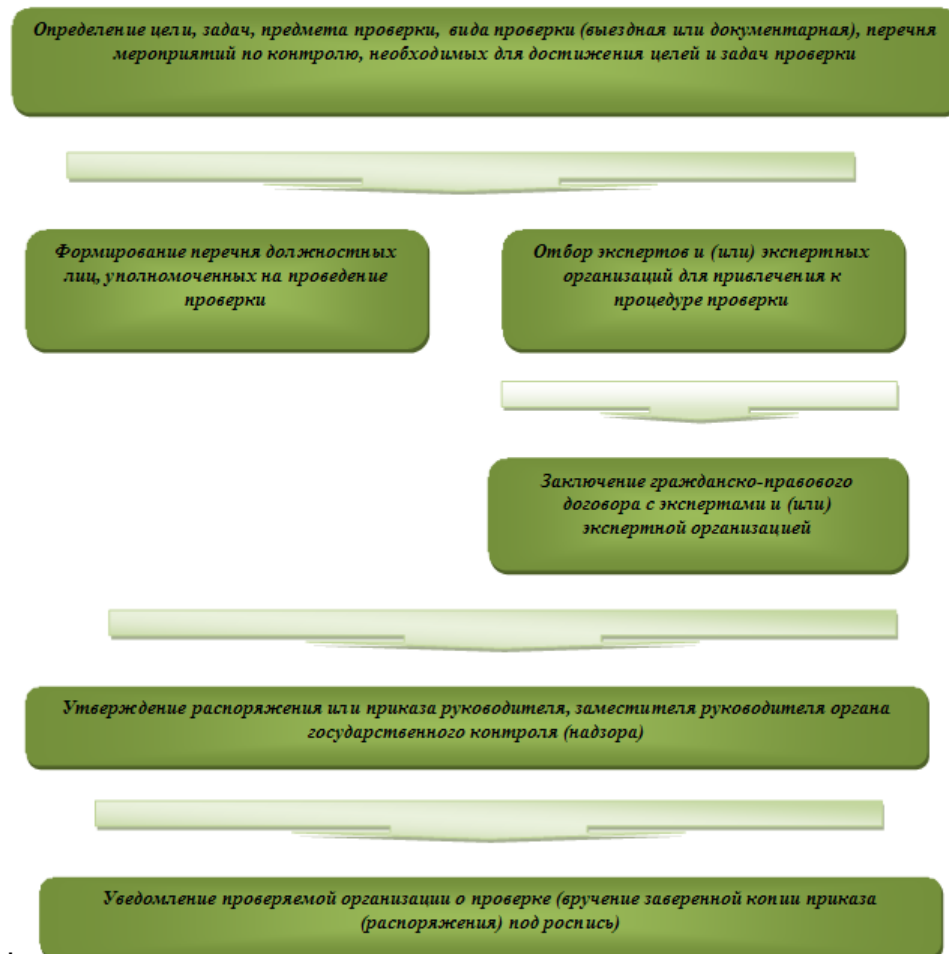 Определение цели, задач, предмета проверки, вида проверки (выездная или документарная), перечня
мероприятий по контролю, необходимых для достижения целей и задач проверки
Формирование перечня должностных
лиц, уполномоченных на проведение
проверки
Отбор экспертов и (или) экспертных
организаций для привлечения к
процедуре проверки
Заключение гражданско-правового
договора с экспертами и (или)
экспертной организацией
Утверждение распоряжения или приказа руководителя, заместителя руководителя органа
государственного контроля (надзора)
Уведомление проверяемой организации о проверке (вручение заверенной копии приказа
(распоряжения) под роспись)
.